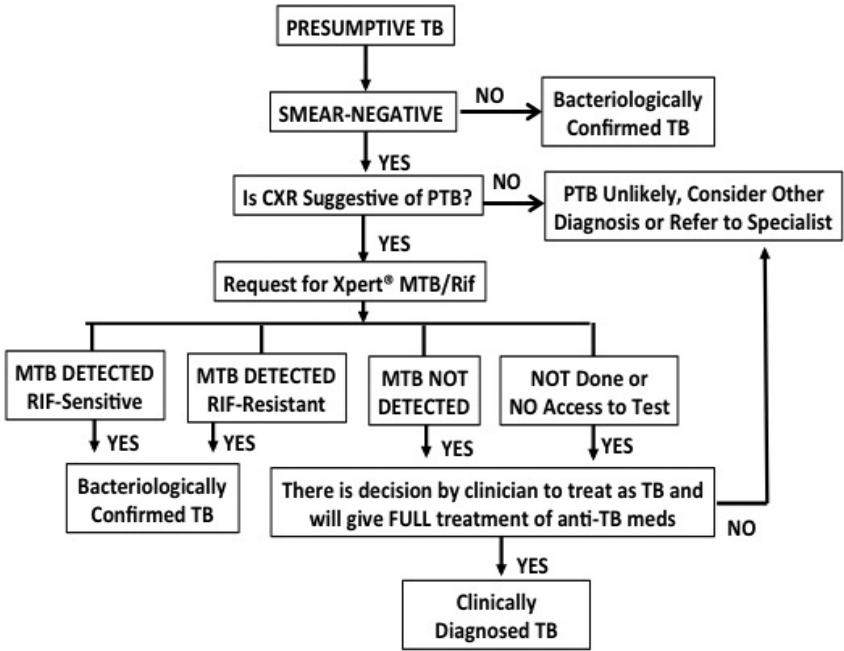 PRESUMPTIVE TB
SMEAR-NEGATIVE
NO
Bacteriologically
Confirmed TB
YES
Is CXR Suggestive of PTB?
NO
PTB Unlikely, Consider Other
Diagnosis or Refer to Specialist
YES
Request for Xpert® MTB/Rif
MTB DETECTED
RIF-Sensitive
MTB DETECTED
RIF-Resistant
MTB NOT
DETECTED
NOT Done or
NO Access to Test
YES
YES
YES
YES
Bacteriologically
Confirmed TB
There is decision by clinician to treat as TB and
will give FULL treatment of anti-TB meds
NO
YES
Clinically
Diagnosed TB